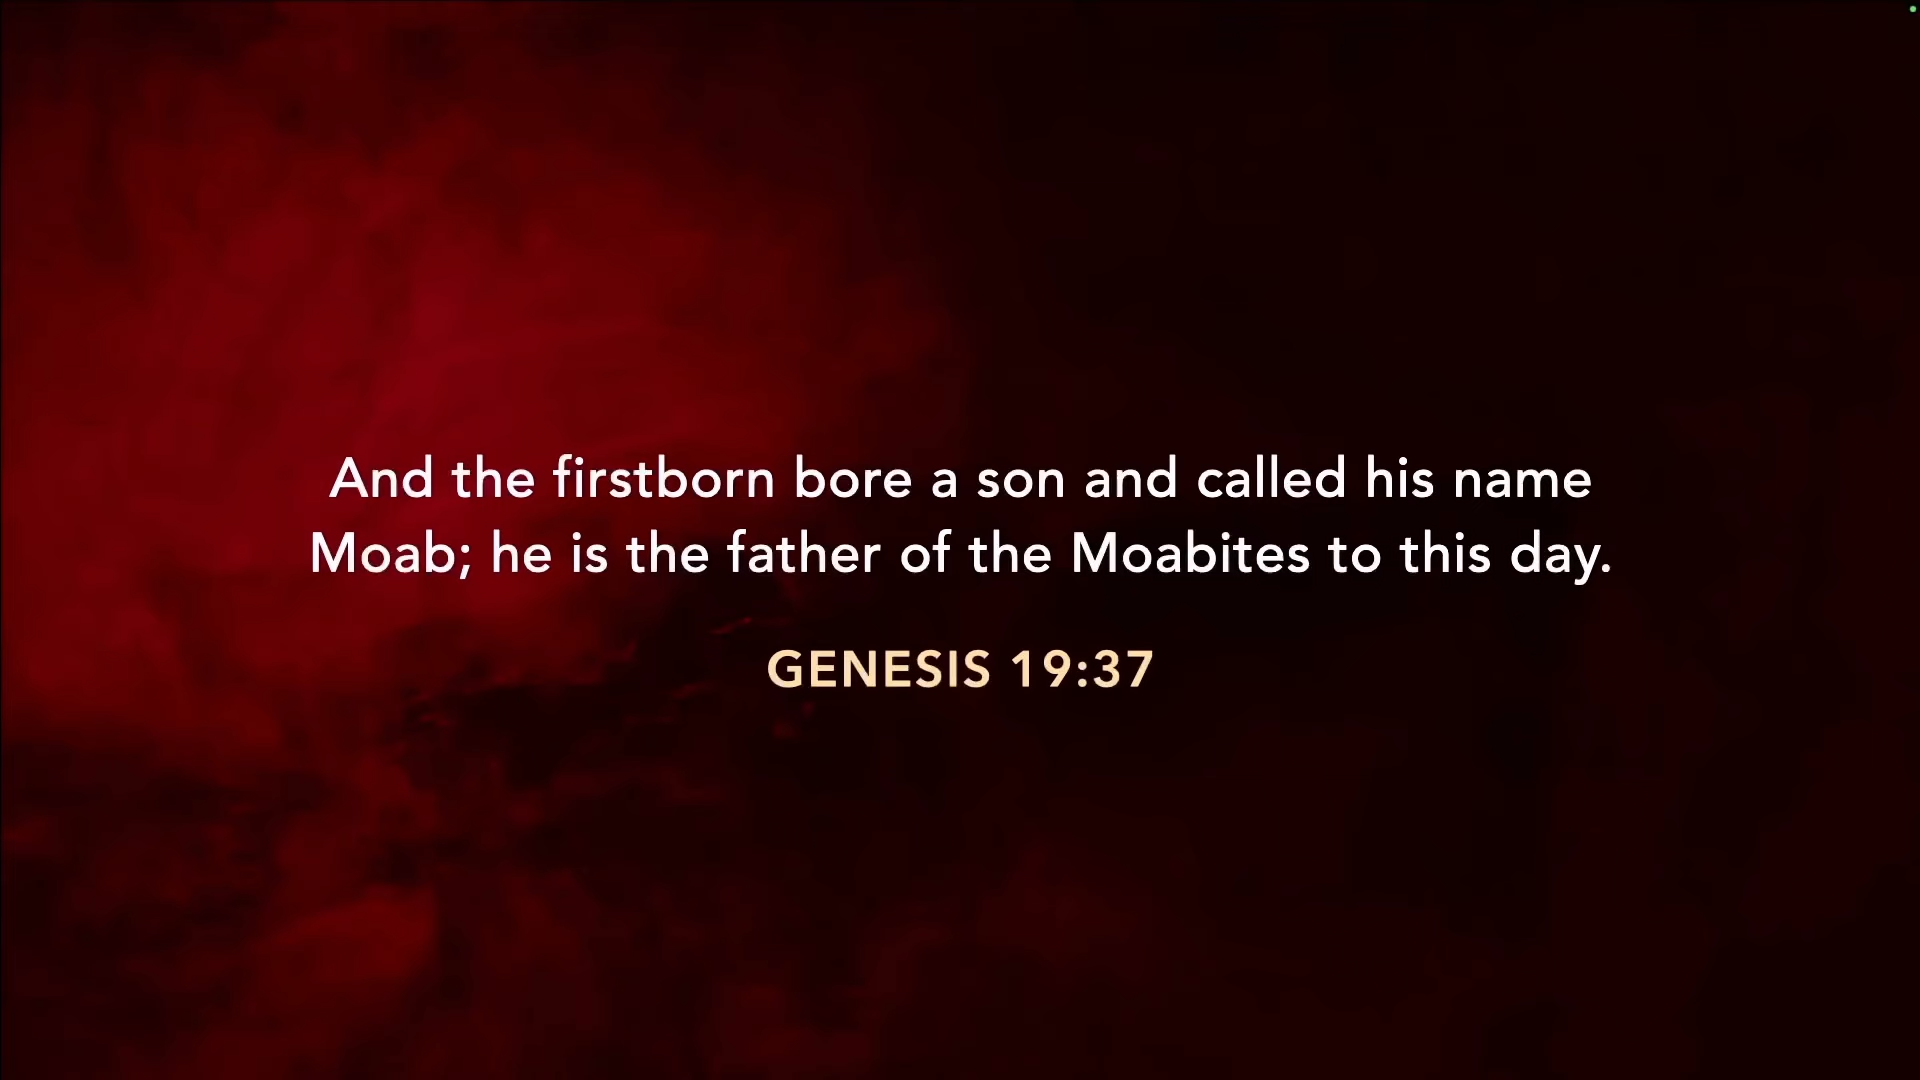 And the firstborn bore a son and called his name
Moab; he is the father of the Moabites to this day.
GENESIS 19:37